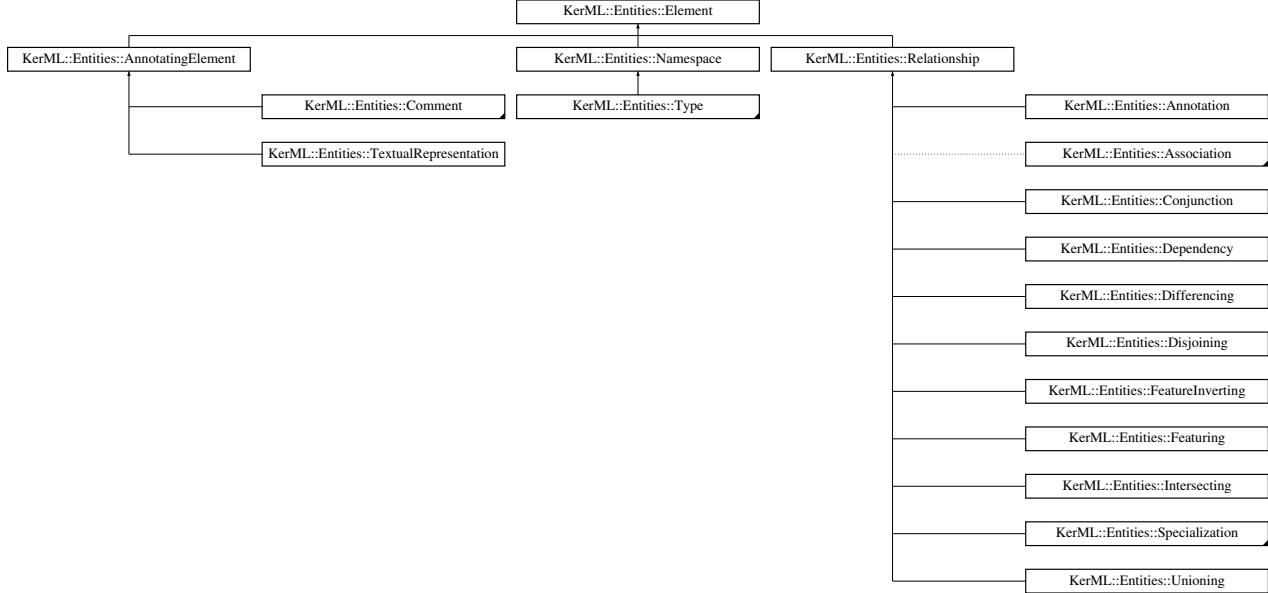 KerML::Entities::Element
KerML::Entities::AnnotatingElement
KerML::Entities::Namespace
KerML::Entities::Relationship
KerML::Entities::Comment
KerML::Entities::Type
KerML::Entities::Annotation
KerML::Entities::TextualRepresentation
KerML::Entities::Association
KerML::Entities::Conjunction
KerML::Entities::Dependency
KerML::Entities::Differencing
KerML::Entities::Disjoining
KerML::Entities::FeatureInverting
KerML::Entities::Featuring
KerML::Entities::Intersecting
KerML::Entities::Specialization
KerML::Entities::Unioning